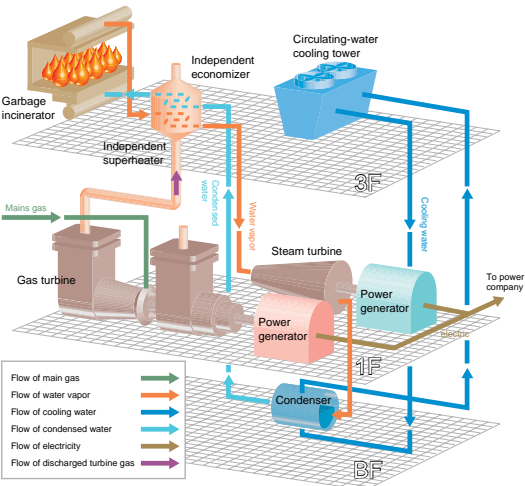 Independent
economizer
Circulating-water
cooling tower
Garbage
incinerator
Independent
superheater
3F
Mains gas
Condensed
water
Water vapor
Cooling water
Steam turbine
Gas turbine
To power
company
Power
generator
Power
generator
electric
1F
Flow of main gas
Flow of water vapor
Flow of cooling water
Flow of condensed water
Flow of electricity
Flow of discharged turbine gas
Condenser
BF